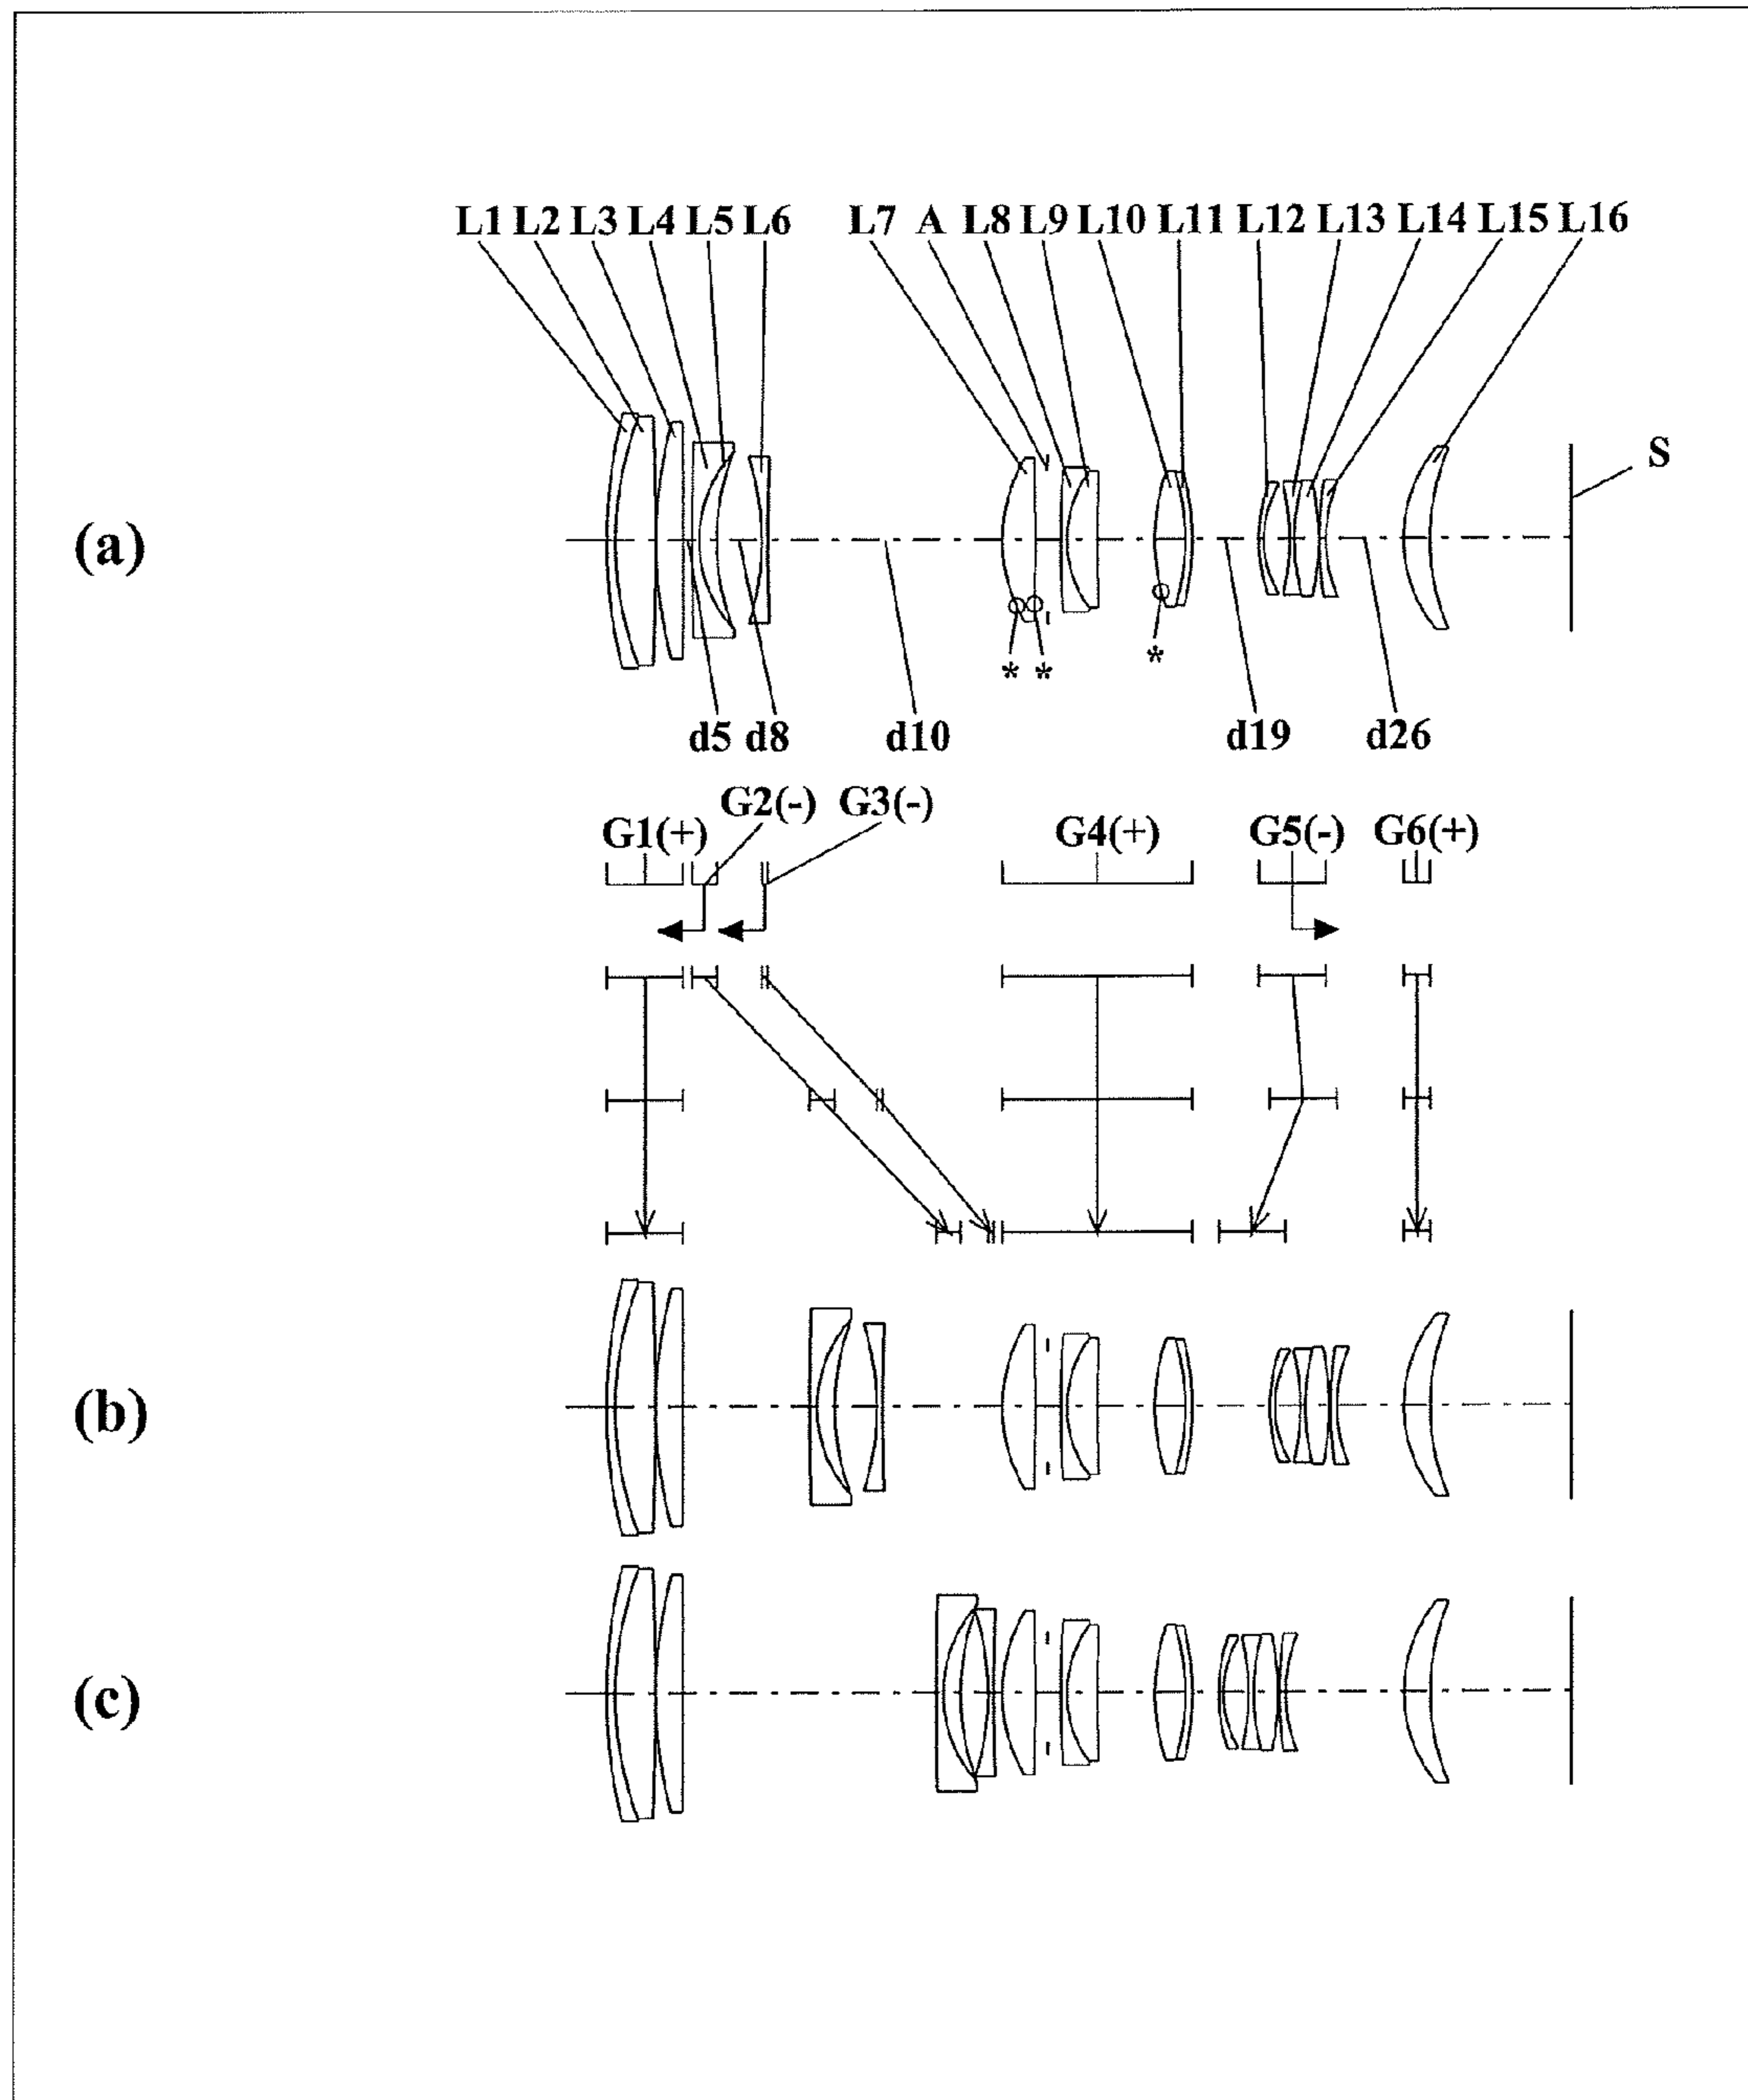 L1 L2 L3 L4 L5 L6 L7 A L8 L9 L10 L11 L12 L13 L14 L15 L16
S
(a)
* * *
d5 d8 d10 d19 d26
G1(+) G2(-) G3(-) G4(+) G5(-) G6(+)
(b)
(c)